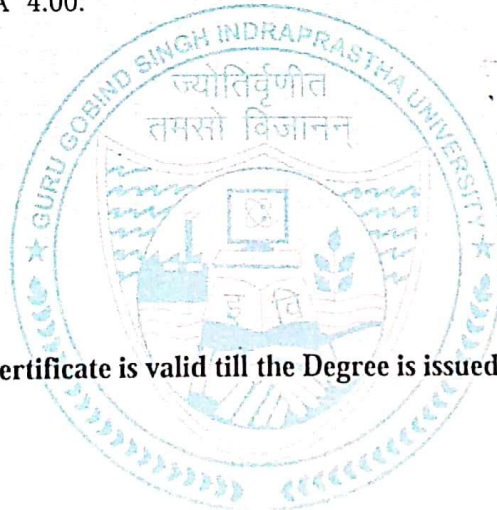 A 4.00.
GURU GOBIND SINGH INDRAPRASTHA UNIVERSITY
ज्योतिर्वृणीत
तमसो विजानन्
इ वि
ertificate is valid till the Degree is issued